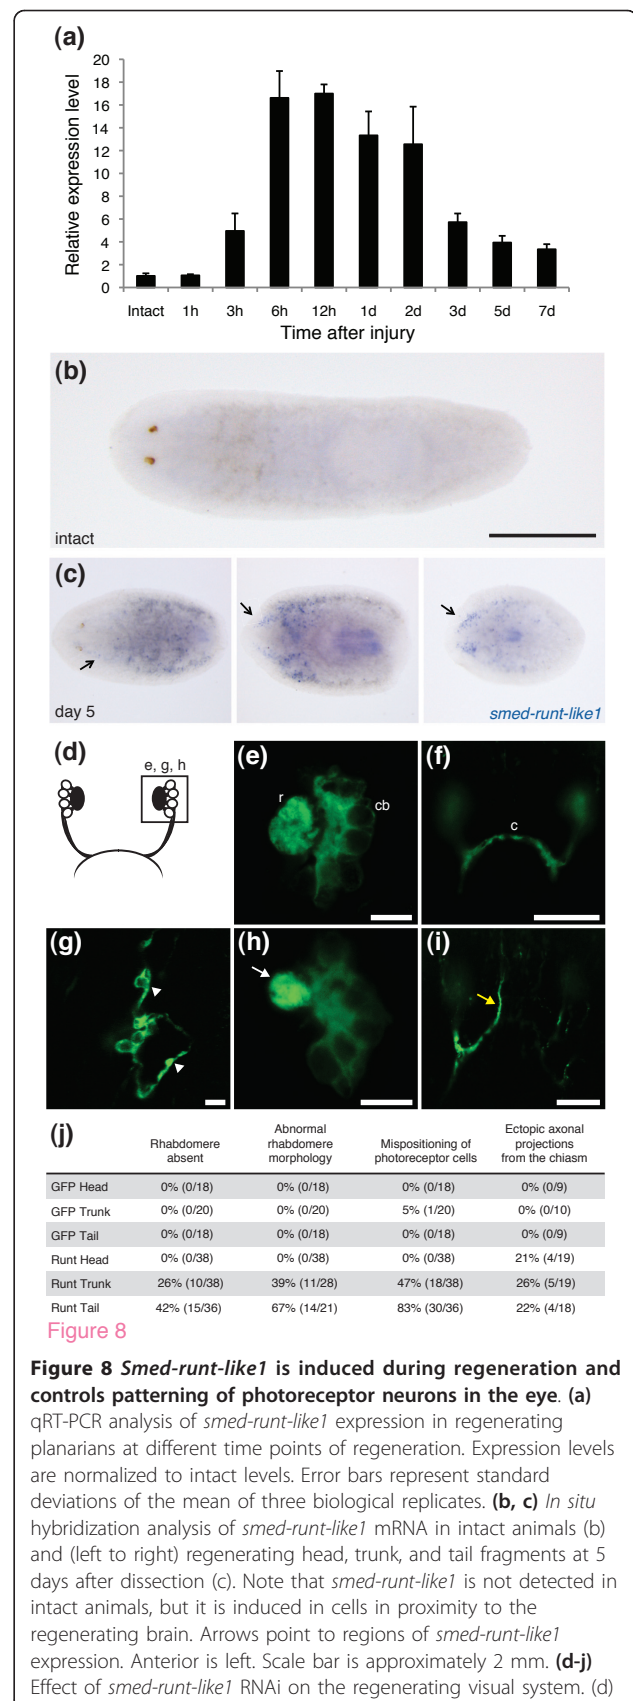 (a)
Relative expression level
20
18
16
14
12
10
8
6
4
2
0
Intact 1h 3h 6h 12h 1d 2d 3d 5d 7d
Time after injury
(b)
intact
(c)
day 5
smed-runt-like1
(d)
e, g, h
(e)
r
cb
(f)
c
(g)
(h)
(i)
(j)
Rhabdomere absent
Abnormal rhabdomere morphology
Mispositioning of photoreceptor cells
Ectopic axonal projections from the chiasm
GFP Head 0% (0/18) 0% (0/18) 0% (0/18) 0% (0/9)
GFP Trunk 0% (0/20) 0% (0/20) 5% (1/20) 0% (0/10)
GFP Tail 0% (0/18) 0% (0/18) 0% (0/18) 0% (0/9)
Runt Head 0% (0/38) 0% (0/38) 0% (0/38) 21% (4/19)
Runt Trunk 26% (10/38) 39% (11/28) 47% (18/38) 26% (5/19)
Runt Tail 42% (15/36) 67% (14/21) 83% (30/36) 22% (4/18)
Figure 8
Figure 8 Smed-runt-like1 is induced during regeneration and
controls patterning of photoreceptor neurons in the eye. (a)
qRT-PCR analysis of smed-runt-like1 expression in regenerating
planarians at different time points of regeneration. Expression levels
are normalized to intact levels. Error bars represent standard
deviations of the mean of three biological replicates. (b, c) In situ
hybridization analysis of smed-runt-like1 mRNA in intact animals (b)
and (left to right) regenerating head, trunk, and tail fragments at 5
days after dissection (c). Note that smed-runt-like1 is not detected in
intact animals, but it is induced in cells in proximity to the
regenerating brain. Arrows point to regions of smed-runt-like1
expression. Anterior is left. Scale bar is approximately 2 mm. (d-j)
Effect of smed-runt-like1 RNAi on the regenerating visual system. (d)